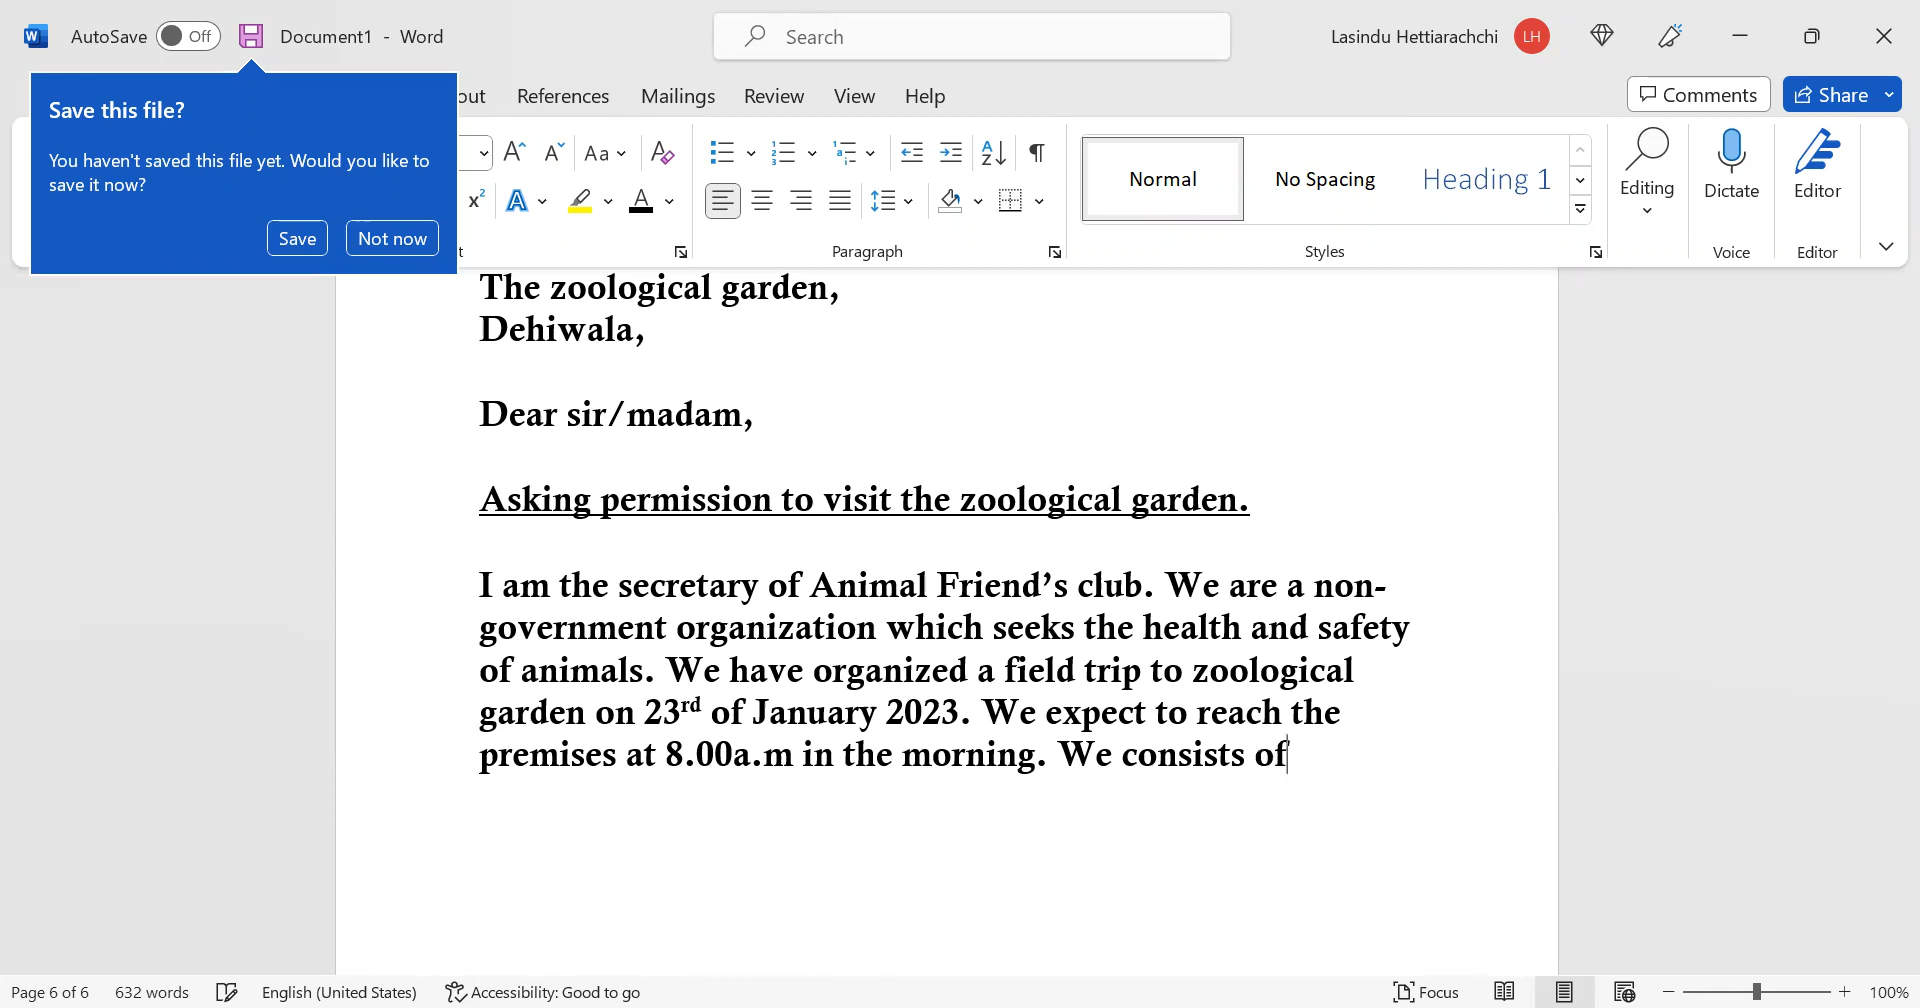 AutoSave Off Document1 - Word Search Lasindu Hettiarachchi LH
Save this file?
You haven't saved this file yet. Would you like to
save it now?
Save Not now
out References Mailings Review View Help Comments Share
Aa A
x² A A
Normal No Spacing Heading 1 Editing Dictate Editor
t Paragraph Styles Voice Editor
The zoological garden,
Dehiwala,
Dear sir/madam,
Asking permission to visit the zoological garden.
I am the secretary of Animal Friend’s club. We are a non-
government organization which seeks the health and safety
of animals. We have organized a field trip to zoological
garden on 23rd of January 2023. We expect to reach the
premises at 8.00a.m in the morning. We consists of
Page 6 of 6 632 words English (United States) Accessibility: Good to go Focus 100%